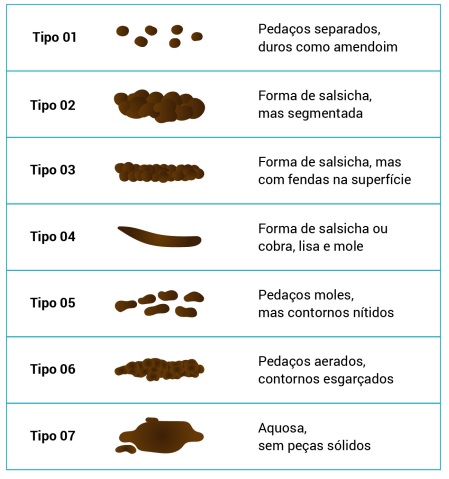 Tipo 01
Pedaços separados,
duros como amendoim
Tipo 02
Forma de salsicha,
mas segmentada
Tipo 03
Forma de salsicha, mas
com fendas na superfície
Tipo 04
Forma de salsicha ou
cobra, lisa e mole
Tipo 05
Pedaços moles,
mas contornos nítidos
Tipo 06
Pedaços aerados,
contornos esgarçados
Tipo 07
Aquosa,
sem peças sólidos